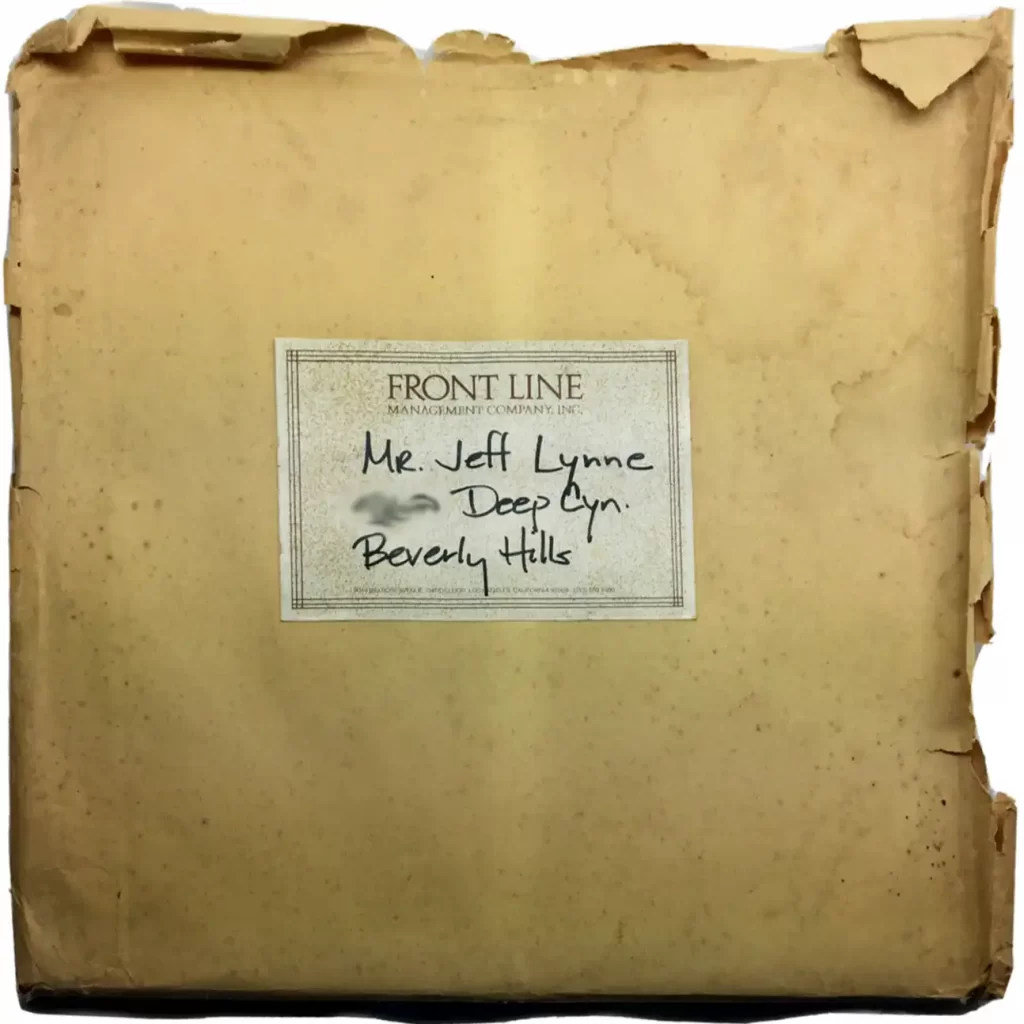 FRONT LINE
MANAGEMENT COMPANY, INC.
Mr. Jeff Lynne
Deep Cyn.
Beverly Hills